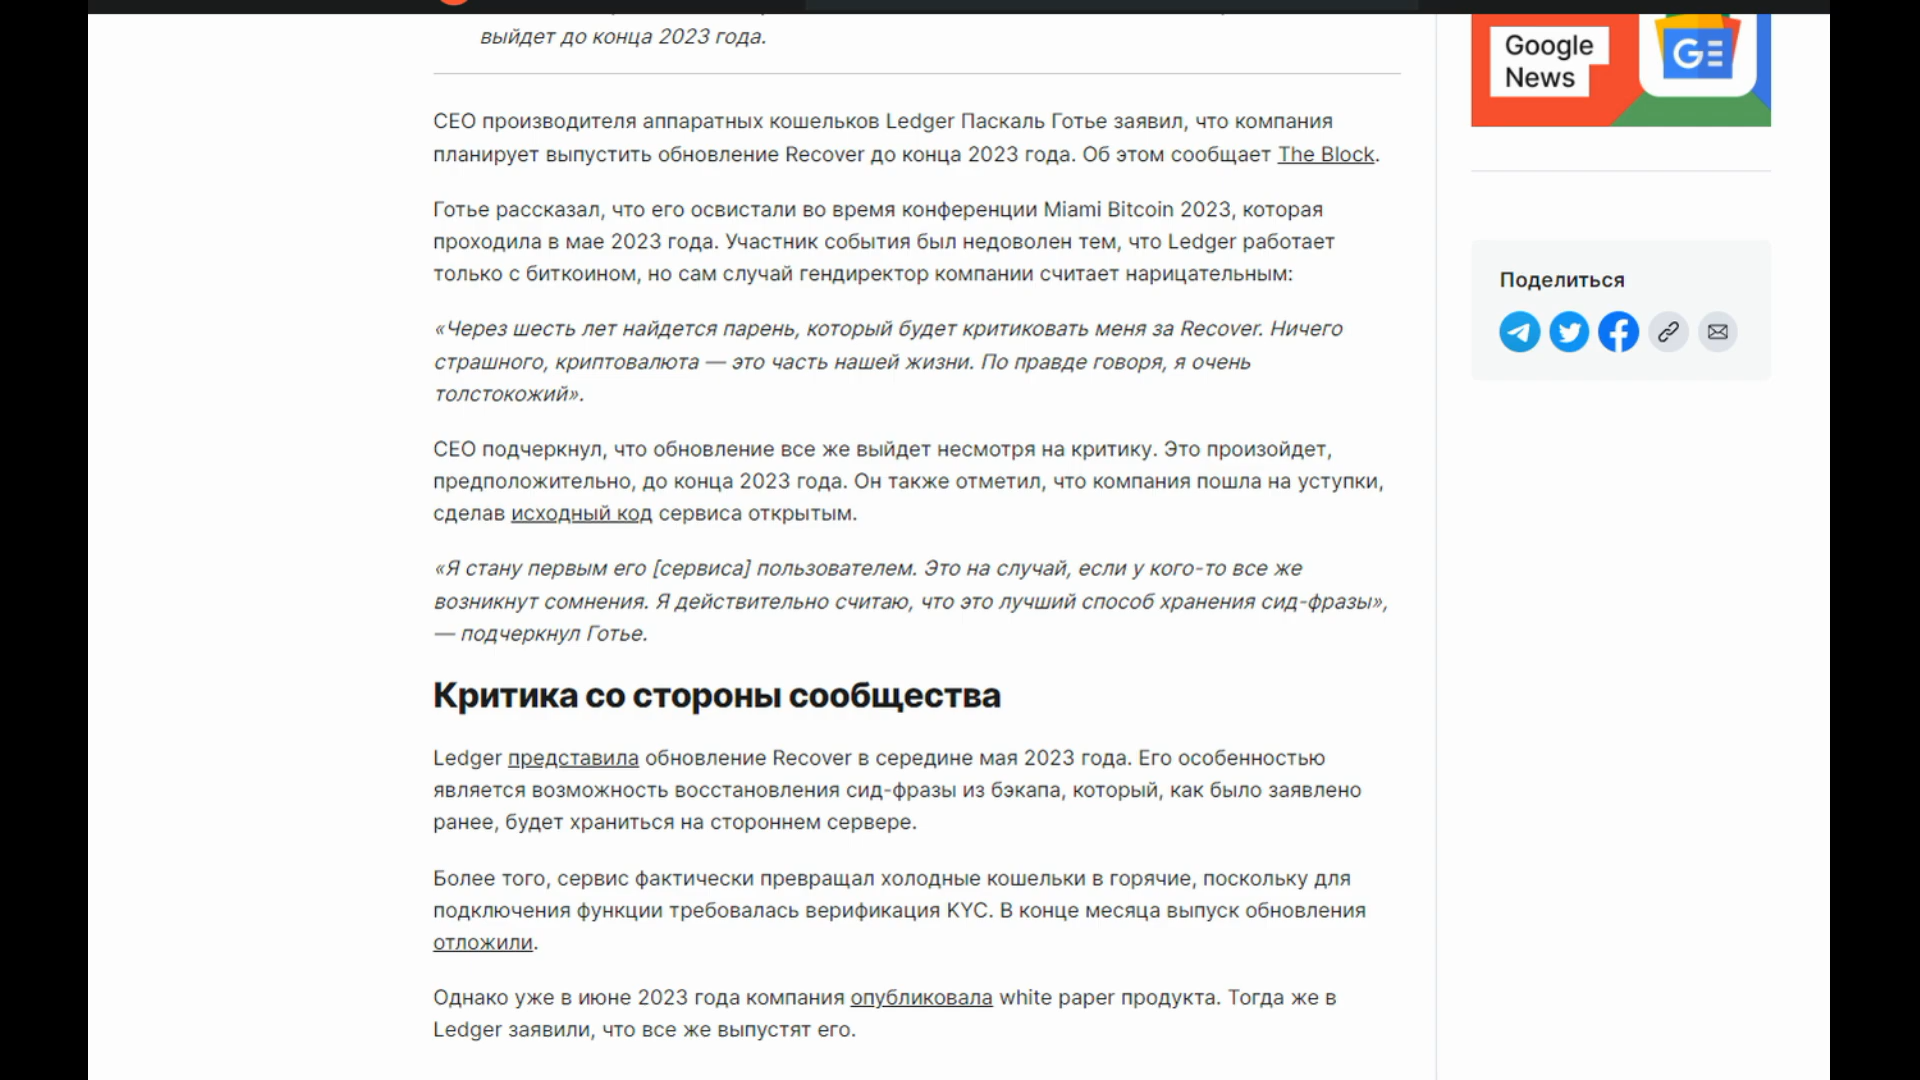 выйдет до конца 2023 года.
CEO производителя аппаратных кошельков Ledger Паскаль Готье заявил, что компания
планирует выпустить обновление Recover до конца 2023 года. Об этом сообщает The Block.
Готье рассказал, что его освистали во время конференции Miami Bitcoin 2023, которая
проходила в мае 2023 года. Участник события был недоволен тем, что Ledger работает
только с биткоином, но сам случай гендиректор компании считает нарицательным:
«Через шесть лет найдется парень, который будет критиковать меня за Recover. Ничего
страшного, криптовалюта — это часть нашей жизни. По правде говоря, я очень
толстокожий».
CEO подчеркнул, что обновление все же выйдет несмотря на критику. Это произойдет,
предположительно, до конца 2023 года. Он также отметил, что компания пошла на уступки,
сделав исходный код сервиса открытым.
«Я стану первым его [сервиса] пользователем. Это на случай, если у кого-то все же
возникнут сомнения. Я действительно считаю, что это лучший способ хранения сид-фразы»,
— подчеркнул Готье.
Критика со стороны сообщества
Ledger представила обновление Recover в середине мая 2023 года. Его особенностью
является возможность восстановления сид-фразы из бэкапа, который, как было заявлено
ранее, будет храниться на стороннем сервере.
Более того, сервис фактически превращал холодные кошельки в горячие, поскольку для
подключения функции требовалась верификация KYC. В конце месяца выпуск обновления
отложили.
Однако уже в июне 2023 года компания опубликовала white paper продукта. Тогда же в
Ledger заявили, что все же выпустят его.
Google
News
G
Поделиться